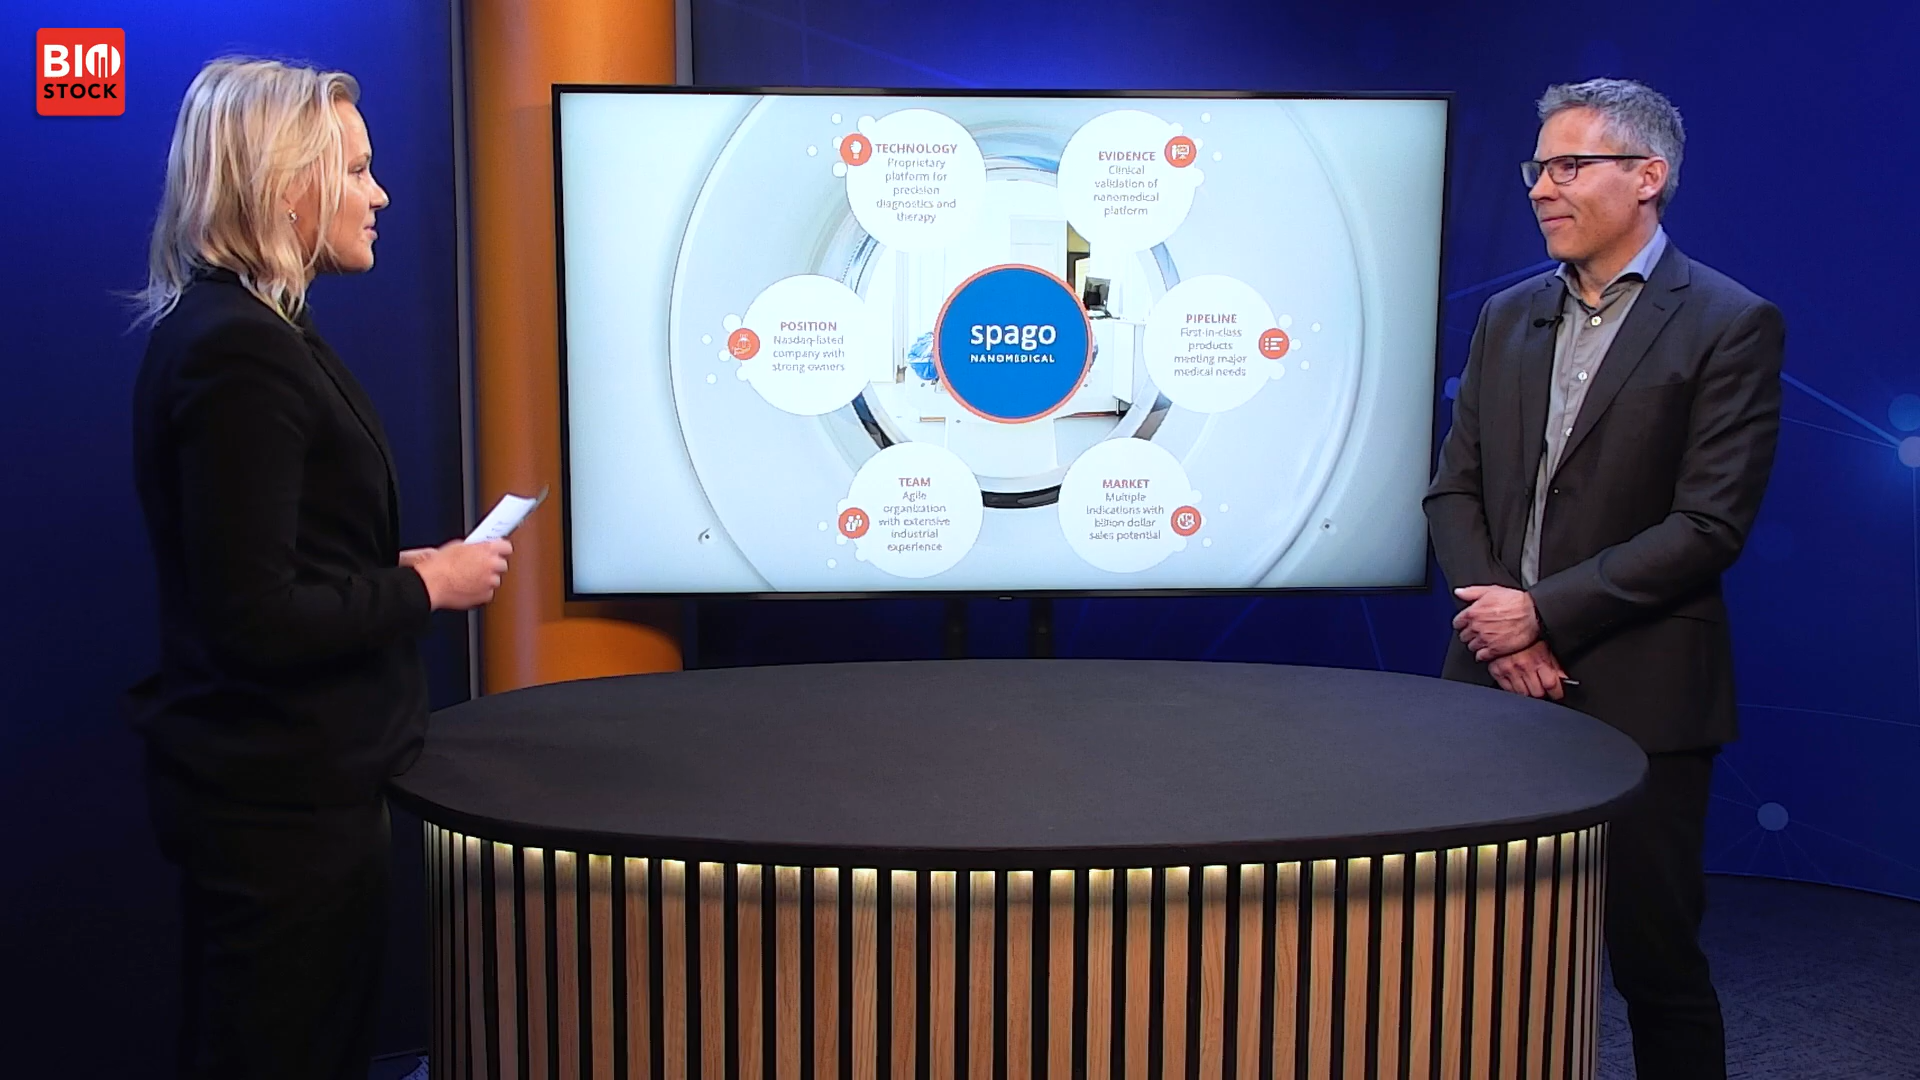 BIO
STOCK
TECHNOLOGY
Proprietary
platform for
precision
diagnostics and
therapy
EVIDENCE
Clinical
validation of
nanomedical
platform
POSITION
Nasdaq-listed
company with
strong owners
spago
NANOMEDICAL
PIPELINE
First-in-class
products
meeting major
medical needs
TEAM
Agile
organization
with extensive
industrial
experience
MARKET
Multiple
indications with
billion dollar
sales potential